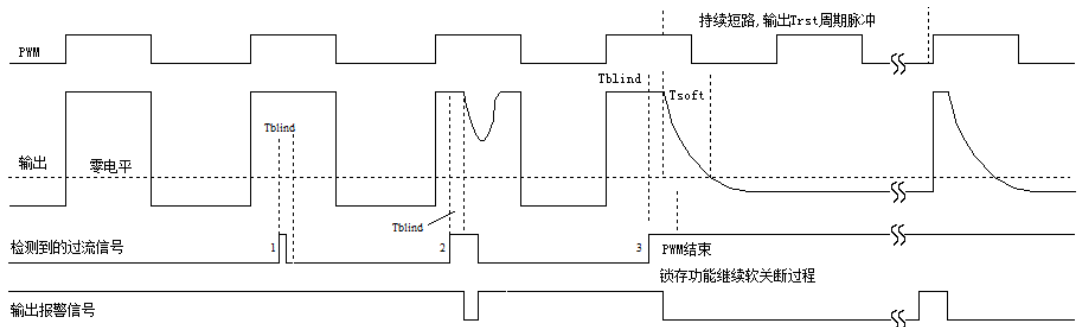 持续短路,输出Trst周期脉冲
PWM
Tblind
Tsoft
Tblind
输出
零电平
Tblind
检测到的过流信号
1
2
3
PWM结束
锁存功能继续软关断过程
输出报警信号